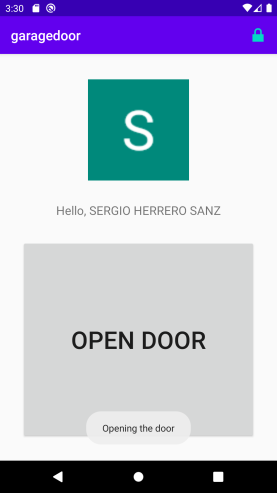 3:30
garagedoor
S
Hello, SERGIO HERRERO SANZ
OPEN DOOR
Opening the door